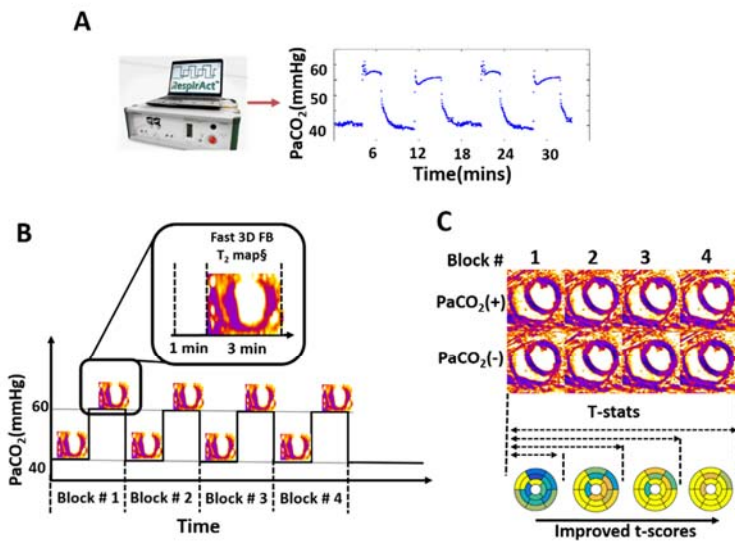 A
RespirAct™
PaCO₂(mmHg)
60
50
40
6 12 18 24 30
Time(mins)
B
Fast 3D FB
T₂ map§
1 min 3 min
PaCO₂(mmHg)
60
40
Block # 1 Block # 2 Block # 3 Block # 4
Time
C
Block # 1 2 3 4
PaCO₂(+)
PaCO₂(-)
T-stats
Improved t-scores